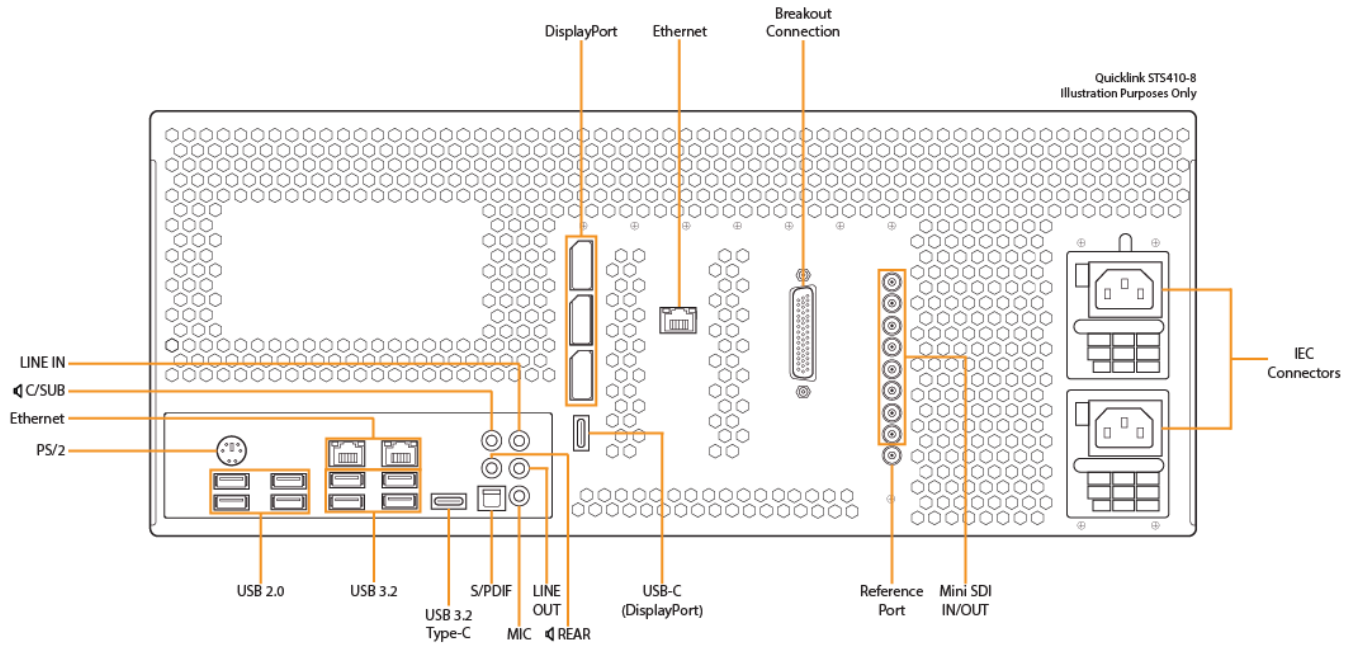 Breakout
Connection
DisplayPort
Ethernet
Quicklink STS410-8
Illustration Purposes Only
LINE IN
C/SUB
Ethernet
PS/2
IEC
Connectors
USB 2.0
USB 3.2
USB 3.2
Type-C
S/PDIF
MIC
LINE
OUT
REAR
USB-C
(DisplayPort)
Reference
Port
Mini SDI
IN/OUT